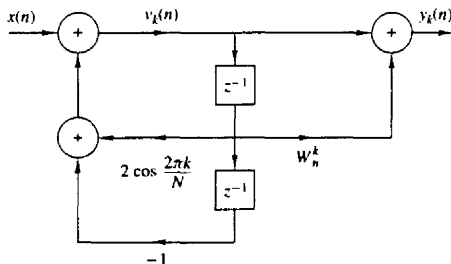 x(n) v_k(n) y_k(n)
+ +
z⁻¹
+
2 cos 2πk/N W_n^k
z⁻¹
−1